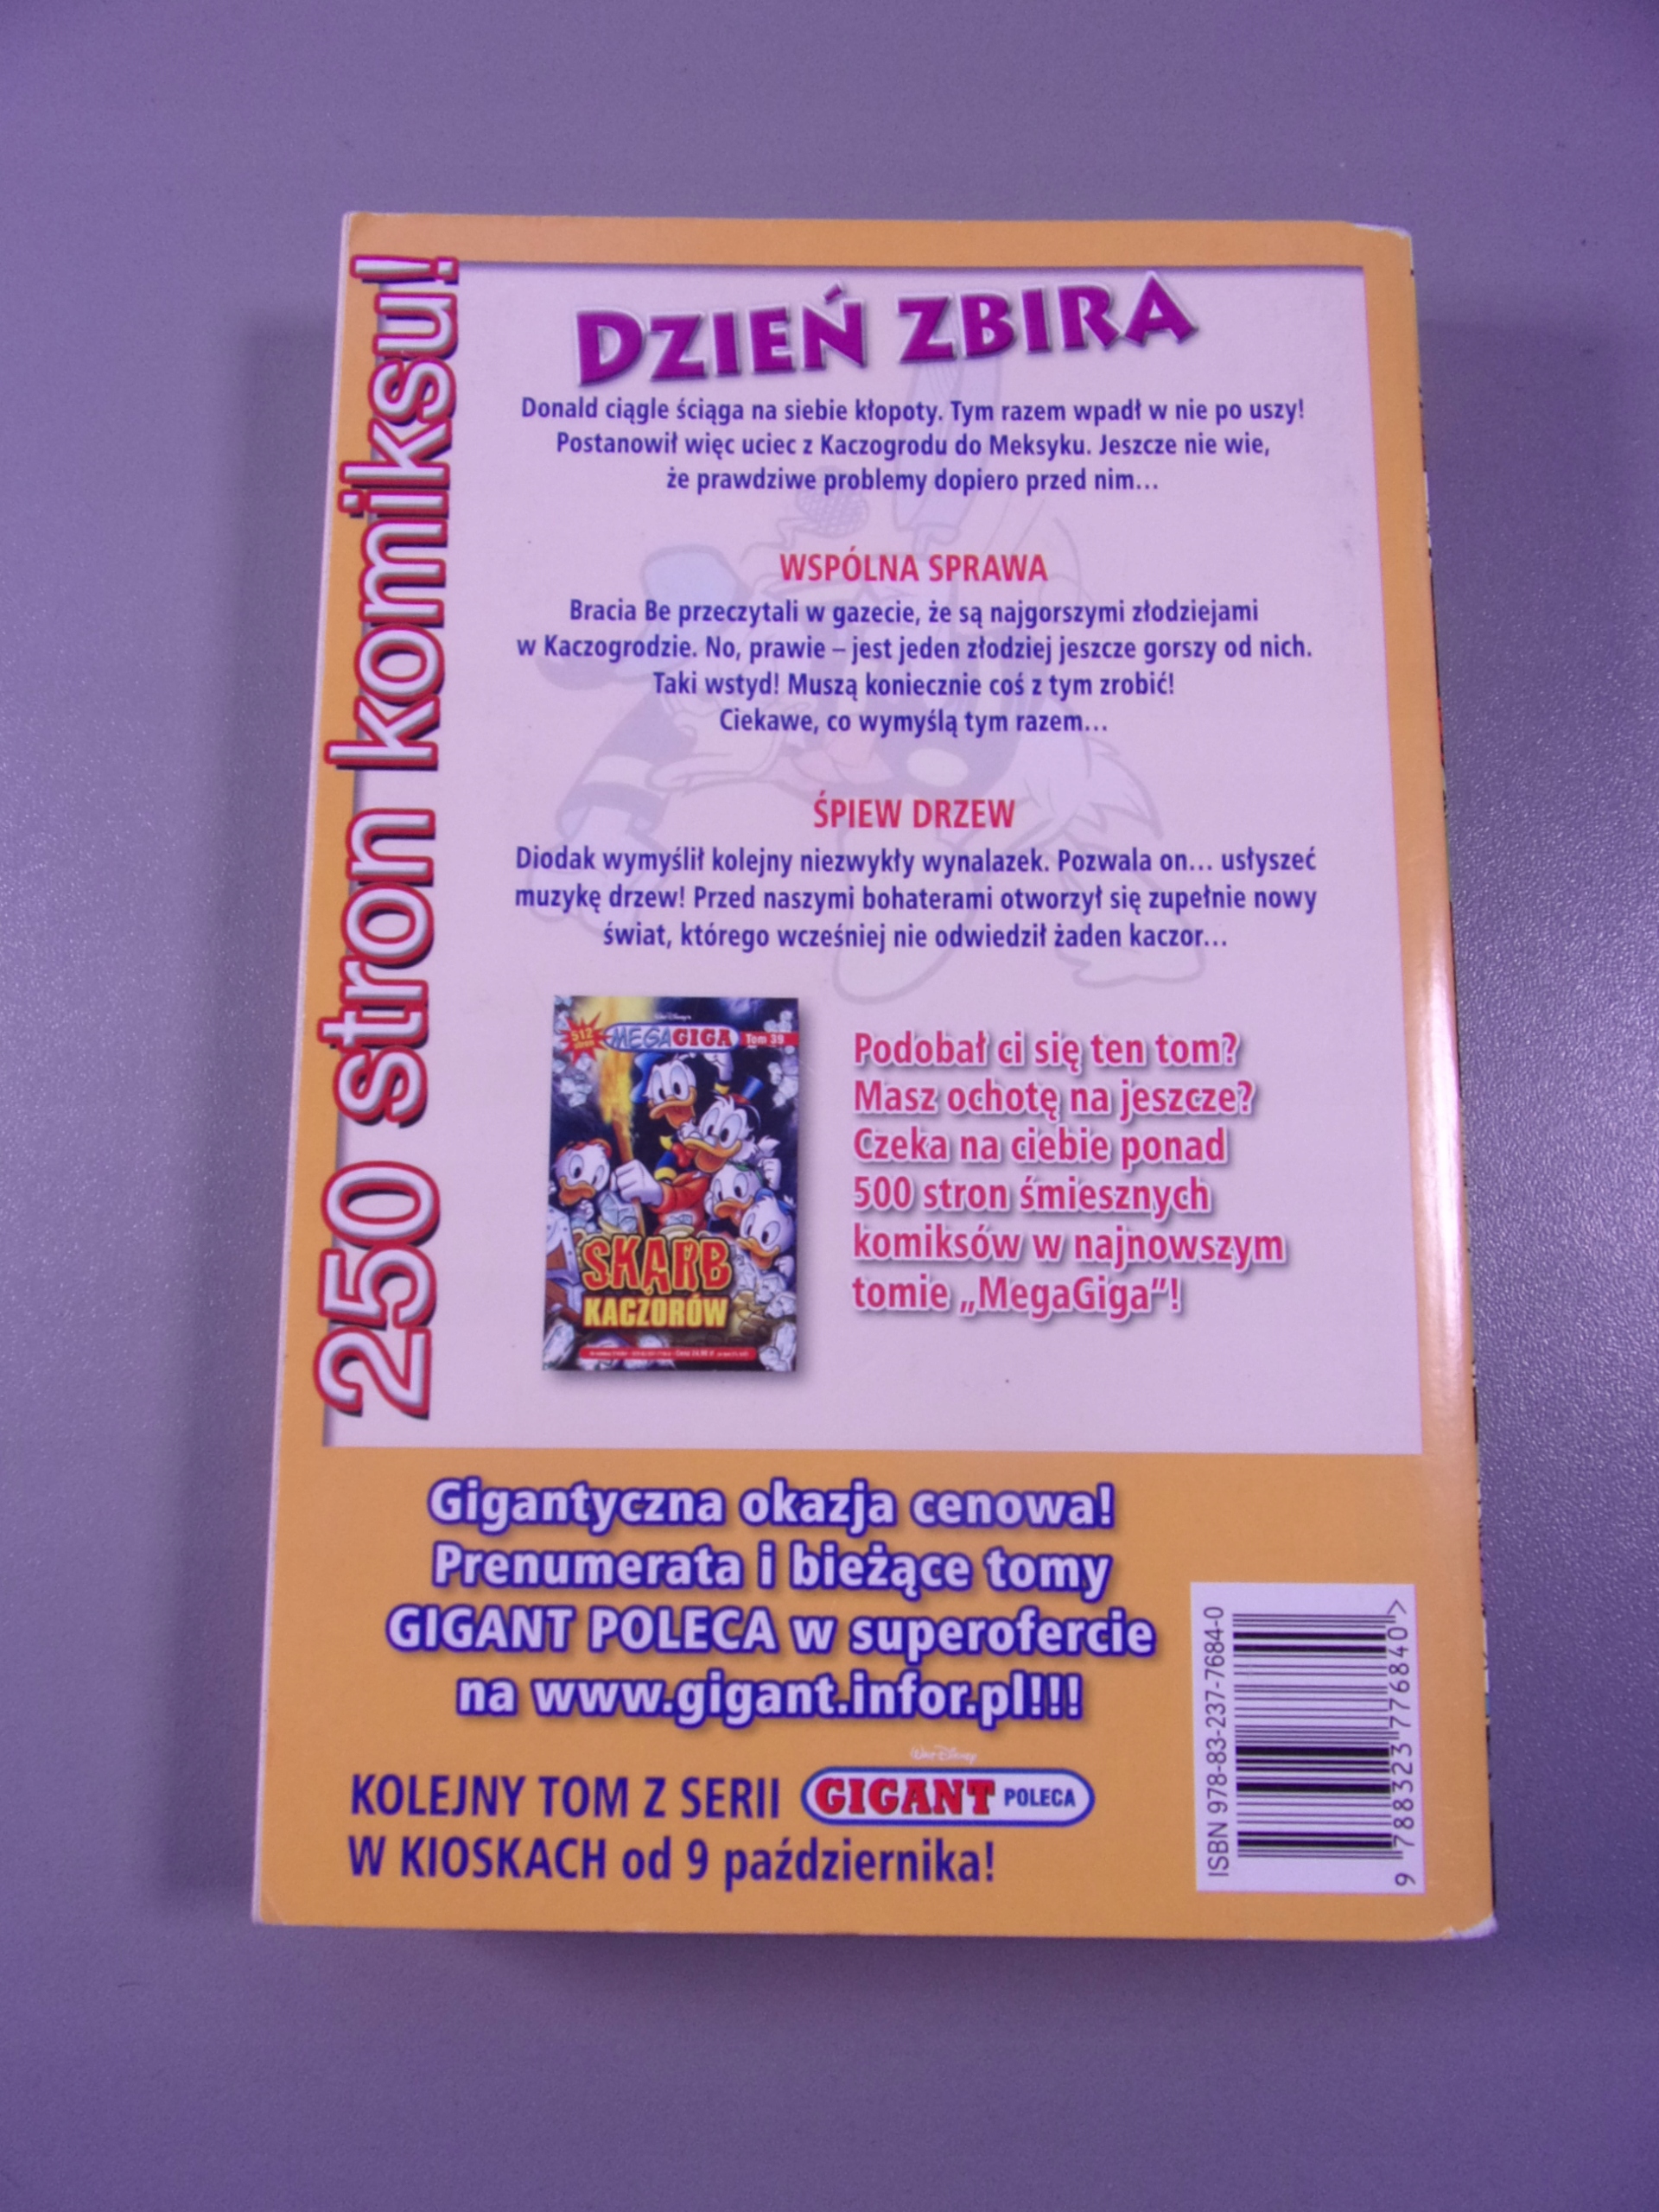 250 stron komiksu!
DZIEŃ ZBIRA
Donald ciągle ściąga na siebie kłopoty. Tym razem wpadł w nie po uszy!
Postanowił więc uciec z Kaczogrodu do Meksyku. Jeszcze nie wie,
że prawdziwe problemy dopiero przed nim...
WSPÓLNA SPRAWA
Bracia Be przeczytali w gazecie, że są najgorszymi złodziejami
w Kaczogrodzie. No, prawie – jest jeden złodziej jeszcze gorszy od nich.
Taki wstyd! Muszą koniecznie coś z tym zrobić!
Ciekawe, co wymyślą tym razem...
ŚPIEW DRZEW
Diodak wymyślił kolejny niezwykły wynalazek. Pozwala on... usłyszeć
muzykę drzew! Przed naszymi bohaterami otworzył się zupełnie nowy
świat, którego wcześniej nie odwiedził żaden kaczor...
Walt Disney's
512 stron
MEGAGIGA Tom 39
SKARB
KACZORÓW
Podobał ci się ten tom?
Masz ochotę na jeszcze?
Czeka na ciebie ponad
500 stron śmiesznych
komiksów w najnowszym
tomie „MegaGiga”!
Gigantyczna okazja cenowa!
Prenumerata i bieżące tomy
GIGANT POLECA w superofercie
na www.gigant.infor.pl!!!
Walt Disney
KOLEJNY TOM Z SERII GIGANT POLECA
W KIOSKACH od 9 października!
ISBN 978-83-237-7684-0
9 788323 776840 >